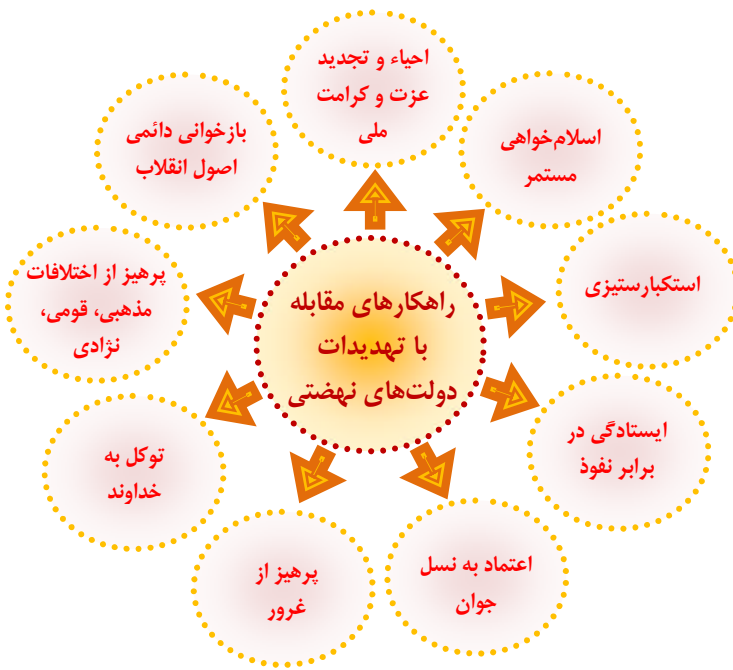 راهکارهای مقابله
با تهدیدات
دولت‌های نهضتی
احیاء و تجدید
عزت و کرامت
ملی
اسلام‌خواهی
مستمر
استکبارستیزی
ایستادگی در
برابر نفوذ
اعتماد به نسل
جوان
پرهیز از
غرور
توکل به
خداوند
پرهیز از اختلافات
مذهبی، قومی،
نژادی
بازخوانی دائمی
اصول انقلاب